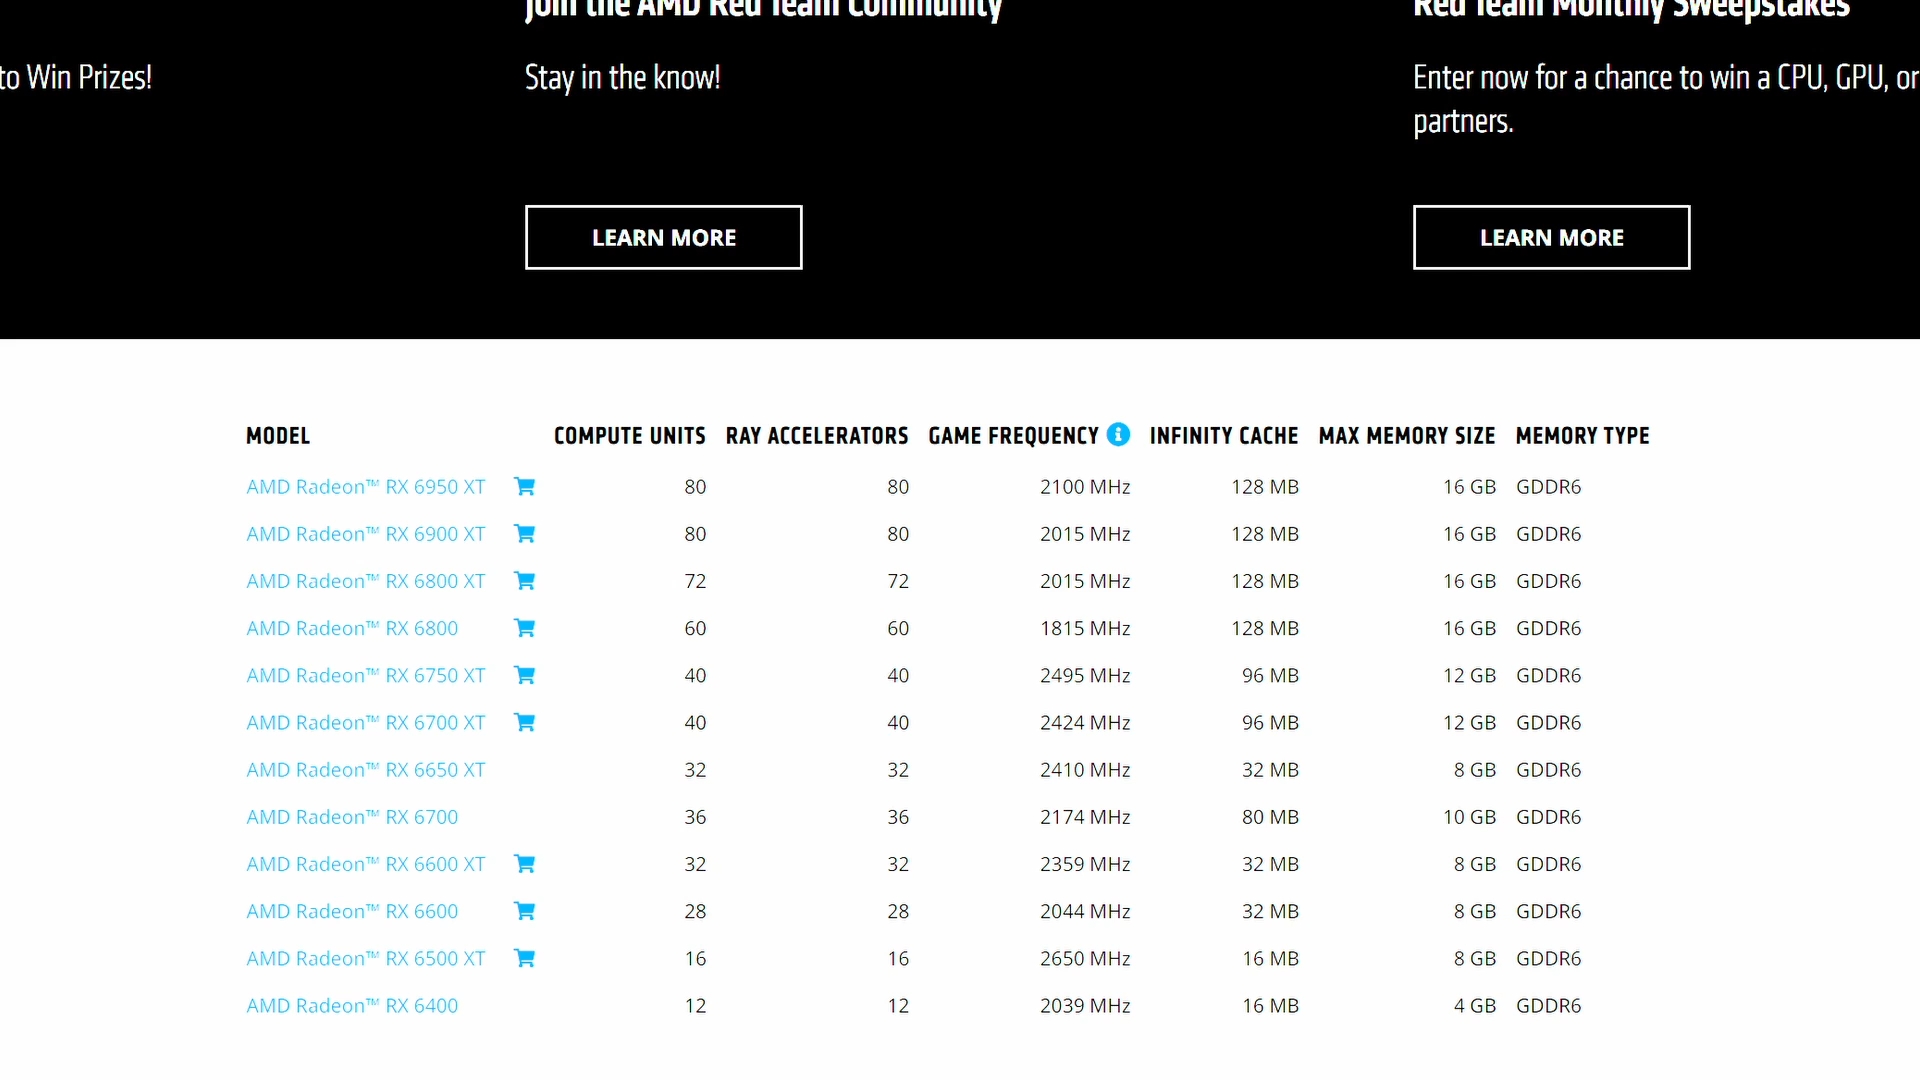 to Win Prizes!
Join the AMD Red Team Community
Stay in the know!
LEARN MORE
Red Team Monthly Sweepstakes
Enter now for a chance to win a CPU, GPU, or
partners.
LEARN MORE
MODEL COMPUTE UNITS RAY ACCELERATORS GAME FREQUENCY INFINITY CACHE MAX MEMORY SIZE MEMORY TYPE
AMD Radeon™ RX 6950 XT 80 80 2100 MHz 128 MB 16 GB GDDR6
AMD Radeon™ RX 6900 XT 80 80 2015 MHz 128 MB 16 GB GDDR6
AMD Radeon™ RX 6800 XT 72 72 2015 MHz 128 MB 16 GB GDDR6
AMD Radeon™ RX 6800 60 60 1815 MHz 128 MB 16 GB GDDR6
AMD Radeon™ RX 6750 XT 40 40 2495 MHz 96 MB 12 GB GDDR6
AMD Radeon™ RX 6700 XT 40 40 2424 MHz 96 MB 12 GB GDDR6
AMD Radeon™ RX 6650 XT 32 32 2410 MHz 32 MB 8 GB GDDR6
AMD Radeon™ RX 6700 36 36 2174 MHz 80 MB 10 GB GDDR6
AMD Radeon™ RX 6600 XT 32 32 2359 MHz 32 MB 8 GB GDDR6
AMD Radeon™ RX 6600 28 28 2044 MHz 32 MB 8 GB GDDR6
AMD Radeon™ RX 6500 XT 16 16 2650 MHz 16 MB 8 GB GDDR6
AMD Radeon™ RX 6400 12 12 2039 MHz 16 MB 4 GB GDDR6